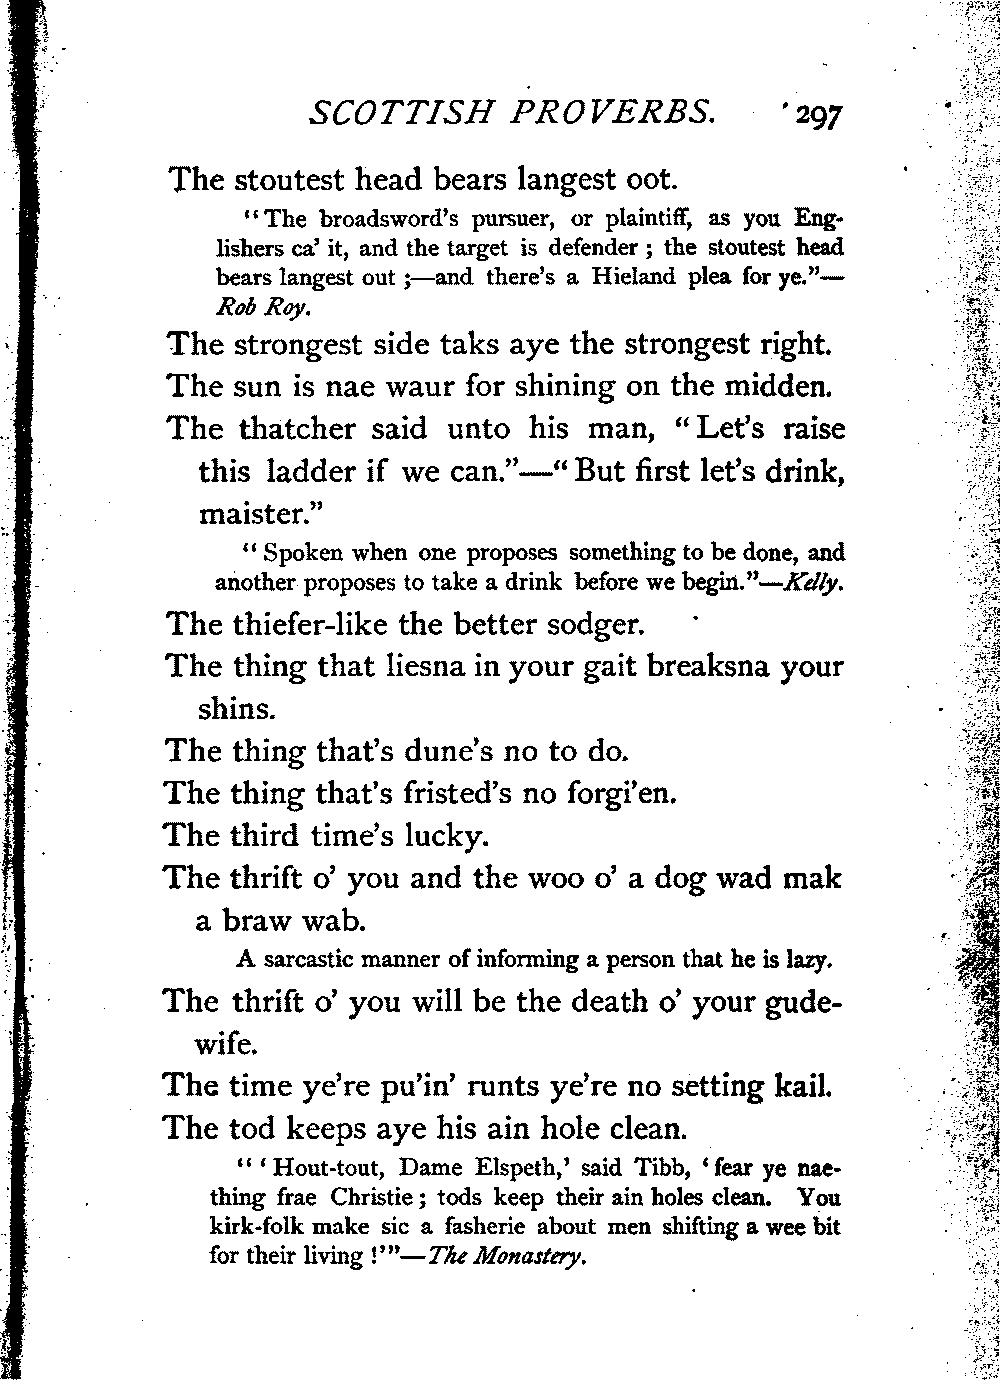 SCOTTISH PROVERBS. 297
The stoutest head bears langest oot.
"The broadsword's pursuer, or plaintiff, as you Eng-
lishers ca' it, and the target is defender; the stoutest head
bears langest out;—and there's a Hieland plea for ye."—
Rob Roy.
The strongest side taks aye the strongest right.
The sun is nae waur for shining on the midden.
The thatcher said unto his man, "Let's raise
this ladder if we can."—"But first let's drink,
maister."
"Spoken when one proposes something to be done, and
another proposes to take a drink before we begin."—Kelly.
The thiefer-like the better sodger.
The thing that liesna in your gait breaksna your
shins.
The thing that's dune's no to do.
The thing that's fristed's no forgi'en.
The third time's lucky.
The thrift o' you and the woo o' a dog wad mak
a braw wab.
A sarcastic manner of informing a person that he is lazy.
The thrift o' you will be the death o' your gude-
wife.
The time ye're pu'in' runts ye're no setting kail.
The tod keeps aye his ain hole clean.
"'Hout-tout, Dame Elspeth,' said Tibb, 'fear ye nae-
thing frae Christie; tods keep their ain holes clean. You
kirk-folk make sic a fasherie about men shifting a wee bit
for their living!'"—The Monastery.